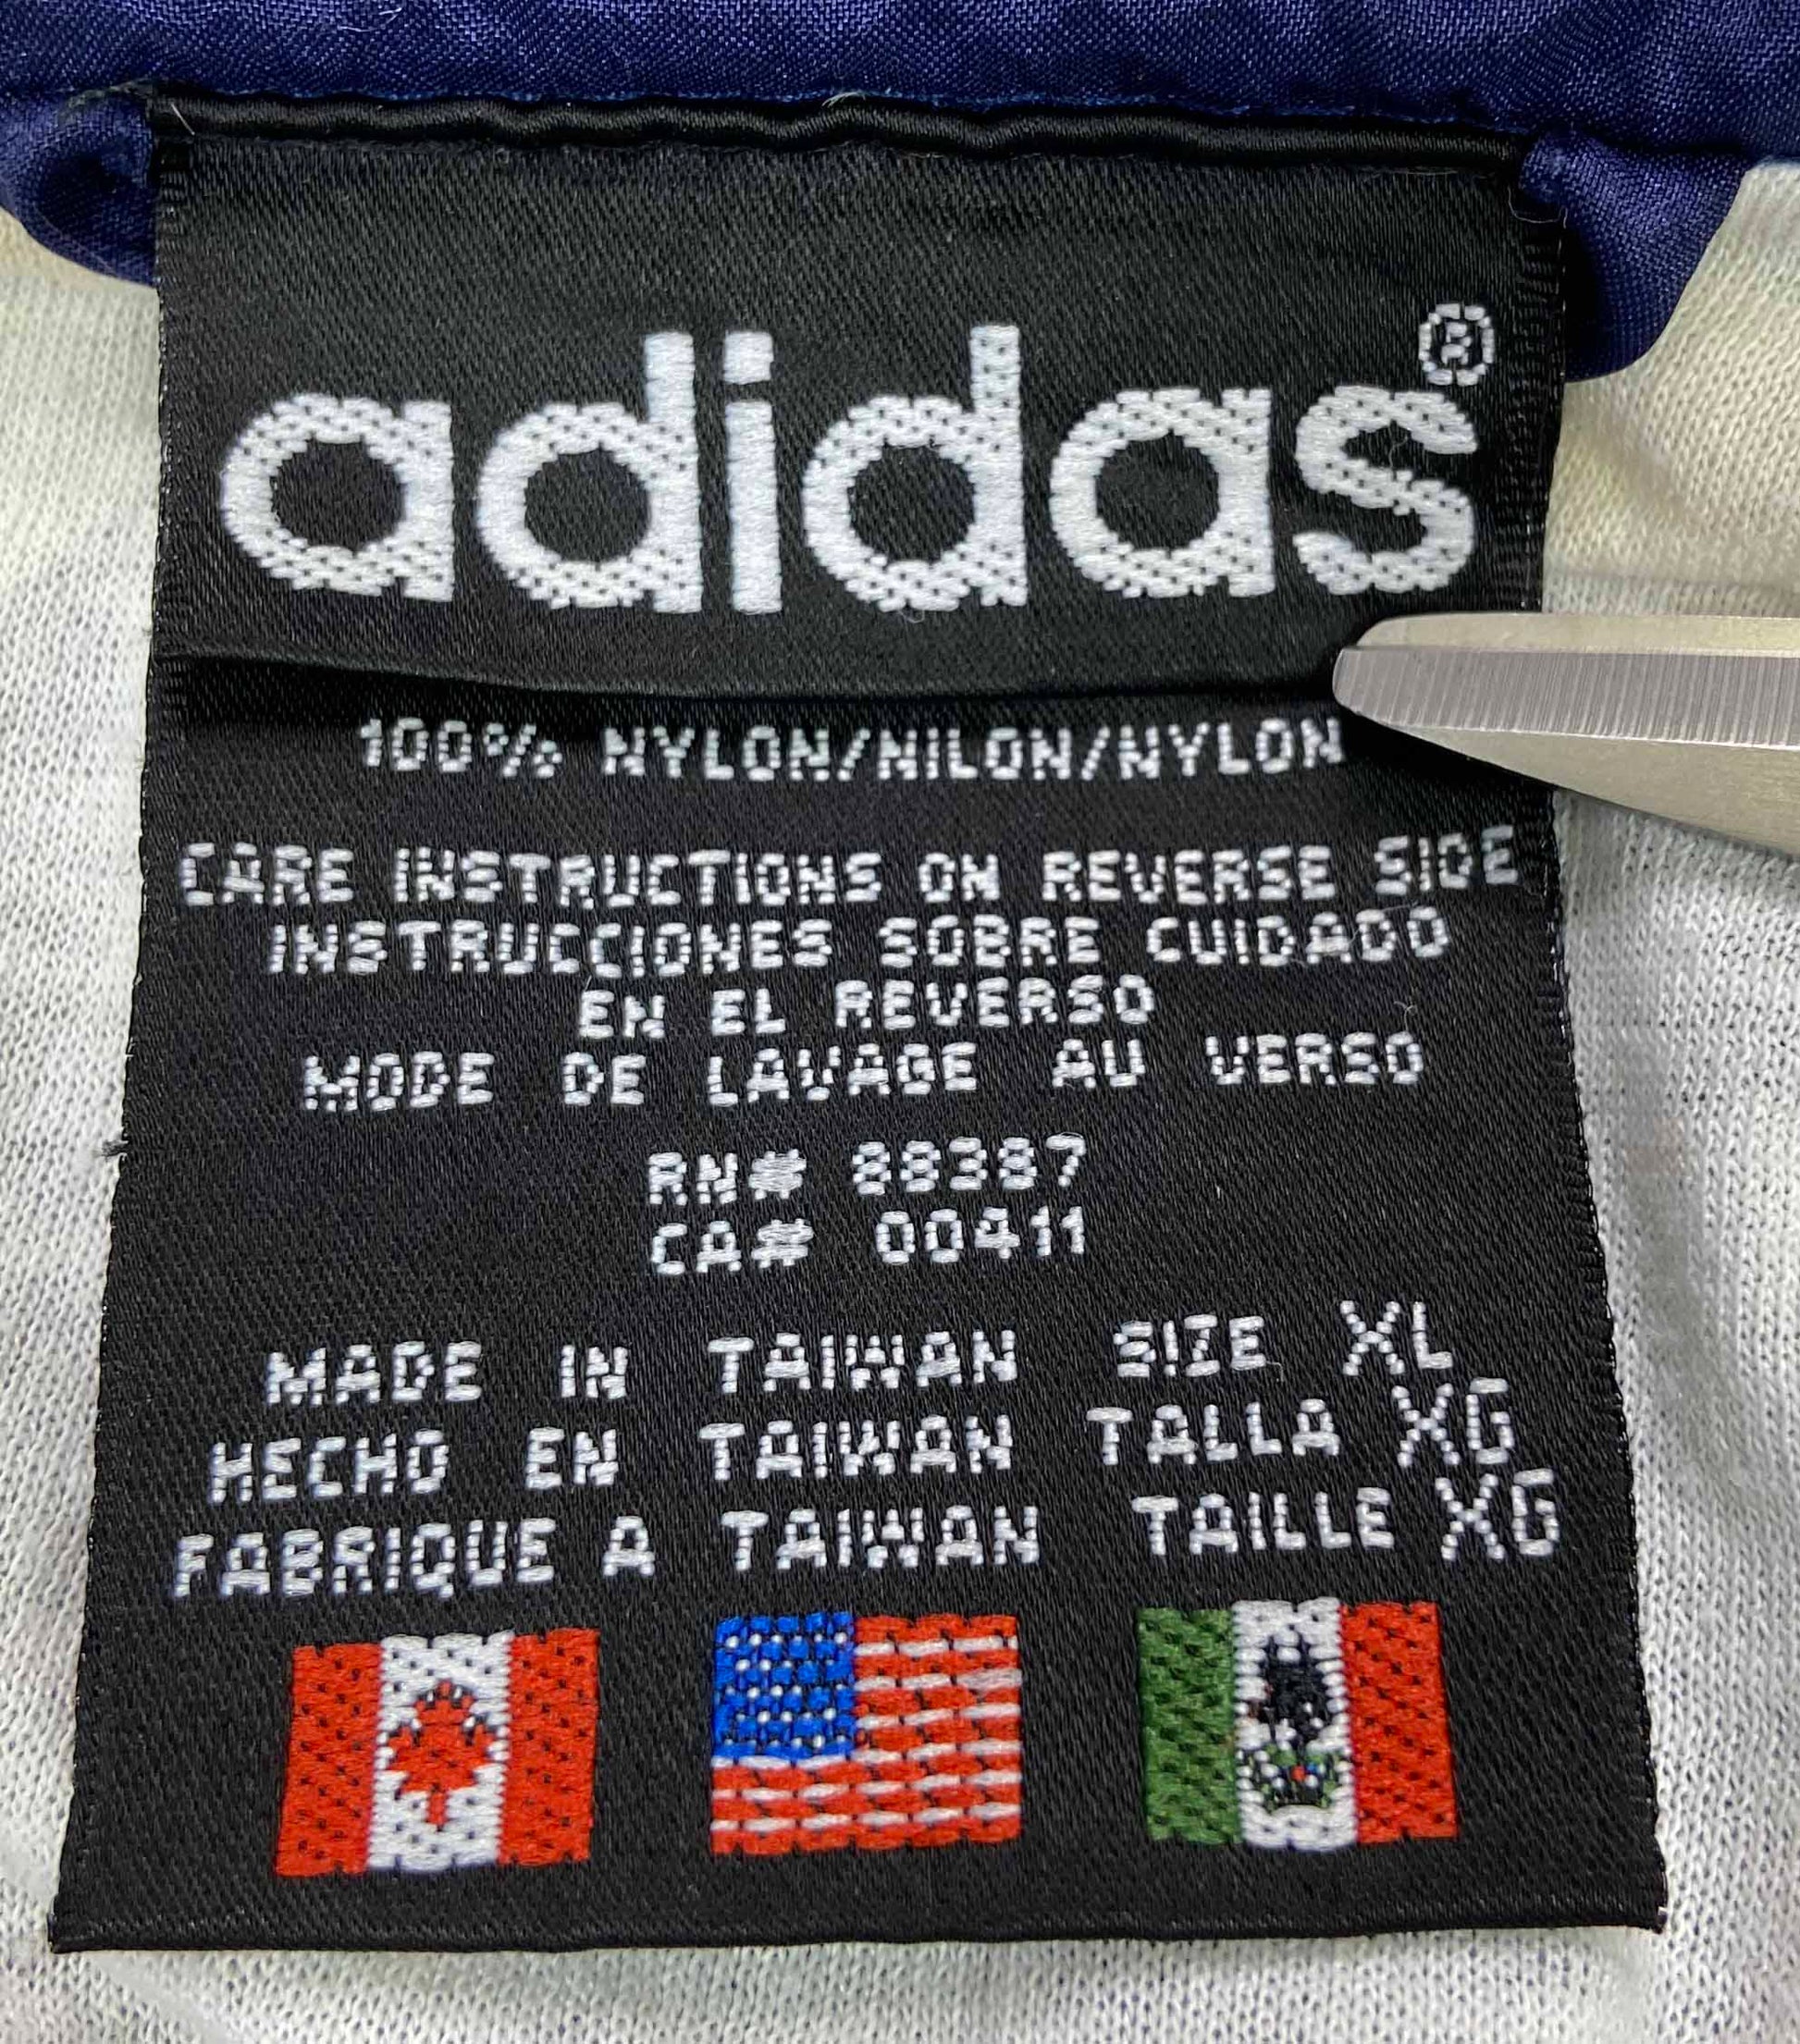 adidas®
100% NYLON/NILON/NYLON
CARE INSTRUCTIONS ON REVERSE SIDE
INSTRUCCIONES SOBRE CUIDADO
EN EL REVERSO
MODE DE LAVAGE AU VERSO
RN# 88387
CA# 00411
MADE IN TAIWAN SIZE XL
HECHO EN TAIWAN TALLA XG
FABRIQUE A TAIWAN TAILLE XG